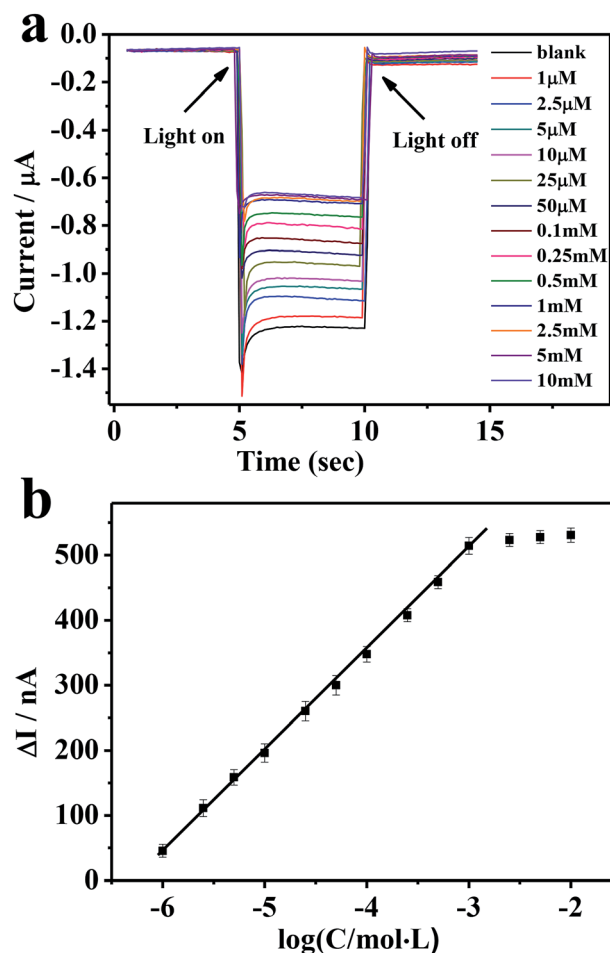 a
0.0
-0.2
-0.4
-0.6
-0.8
-1.0
-1.2
-1.4
Current / μA
Light on
Light off
blank
1μM
2.5μM
5μM
10μM
25μM
50μM
0.1mM
0.25mM
0.5mM
1mM
2.5mM
5mM
10mM
0 5 10 15
Time (sec)
b
500
400
300
200
100
0
ΔI / nA
-6 -5 -4 -3 -2
log(C/mol·L)